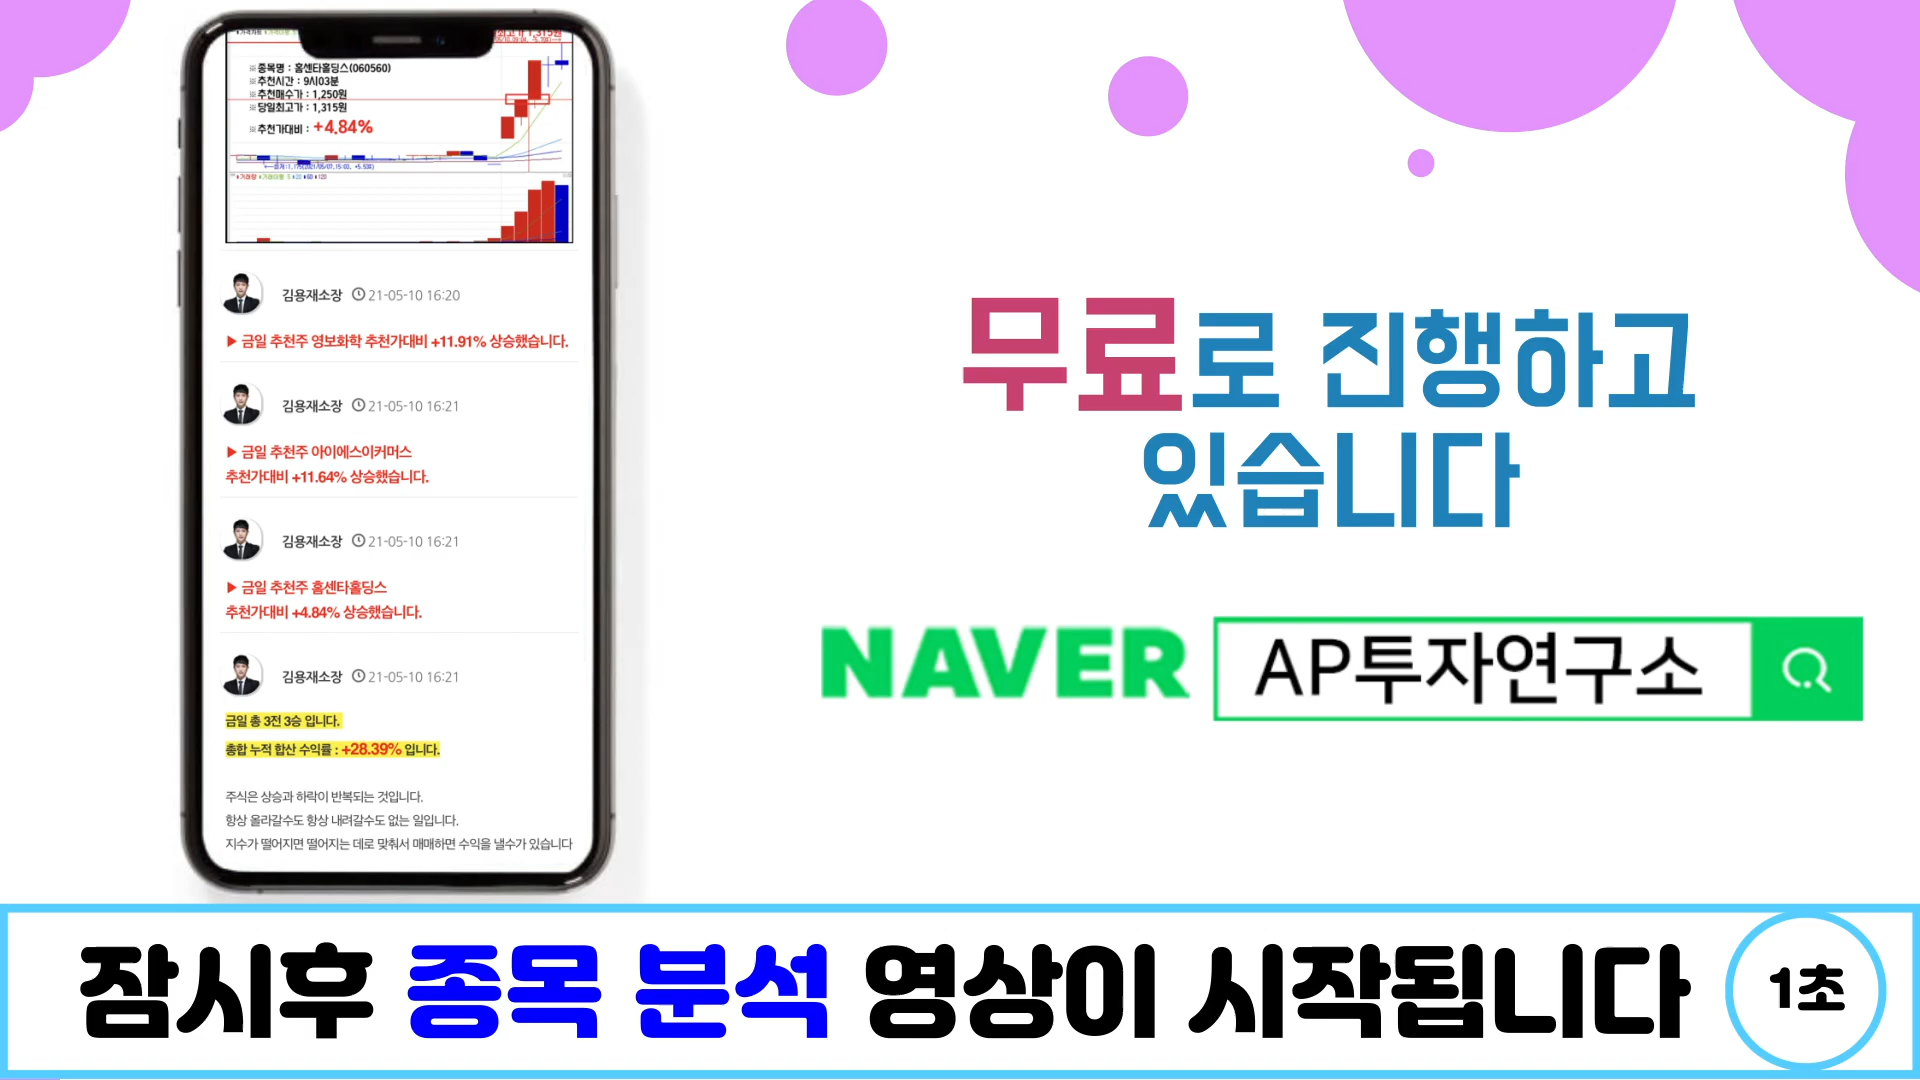 ※종목명 : 홈센타홀딩스(060560)
※추천시간 : 9시03분
※추천매수가 : 1,250원
※당일최고가 : 1,315원
※추천가대비 : +4.84%
김용재소장 21-05-10 16:20
▶ 금일 추천주 영보화학 추천가대비 +11.91% 상승했습니다.
김용재소장 21-05-10 16:21
▶ 금일 추천주 아이에스이커머스
추천가대비 +11.64% 상승했습니다.
김용재소장 21-05-10 16:21
▶ 금일 추천주 홈센타홀딩스
추천가대비 +4.84% 상승했습니다.
김용재소장 21-05-10 16:21
금일 총 3전 3승 입니다.
총합 누적 합산 수익률 : +28.39% 입니다.
주식은 상승과 하락이 반복되는 것입니다.
항상 올라갈수도 항상 내려갈수도 없는 일입니다.
지수가 떨어지면 떨어지는 데로 맞춰서 매매하면 수익을 낼수가 있습니다
무료로 진행하고
있습니다
NAVER AP투자연구소
잠시후 종목 분석 영상이 시작됩니다 1초